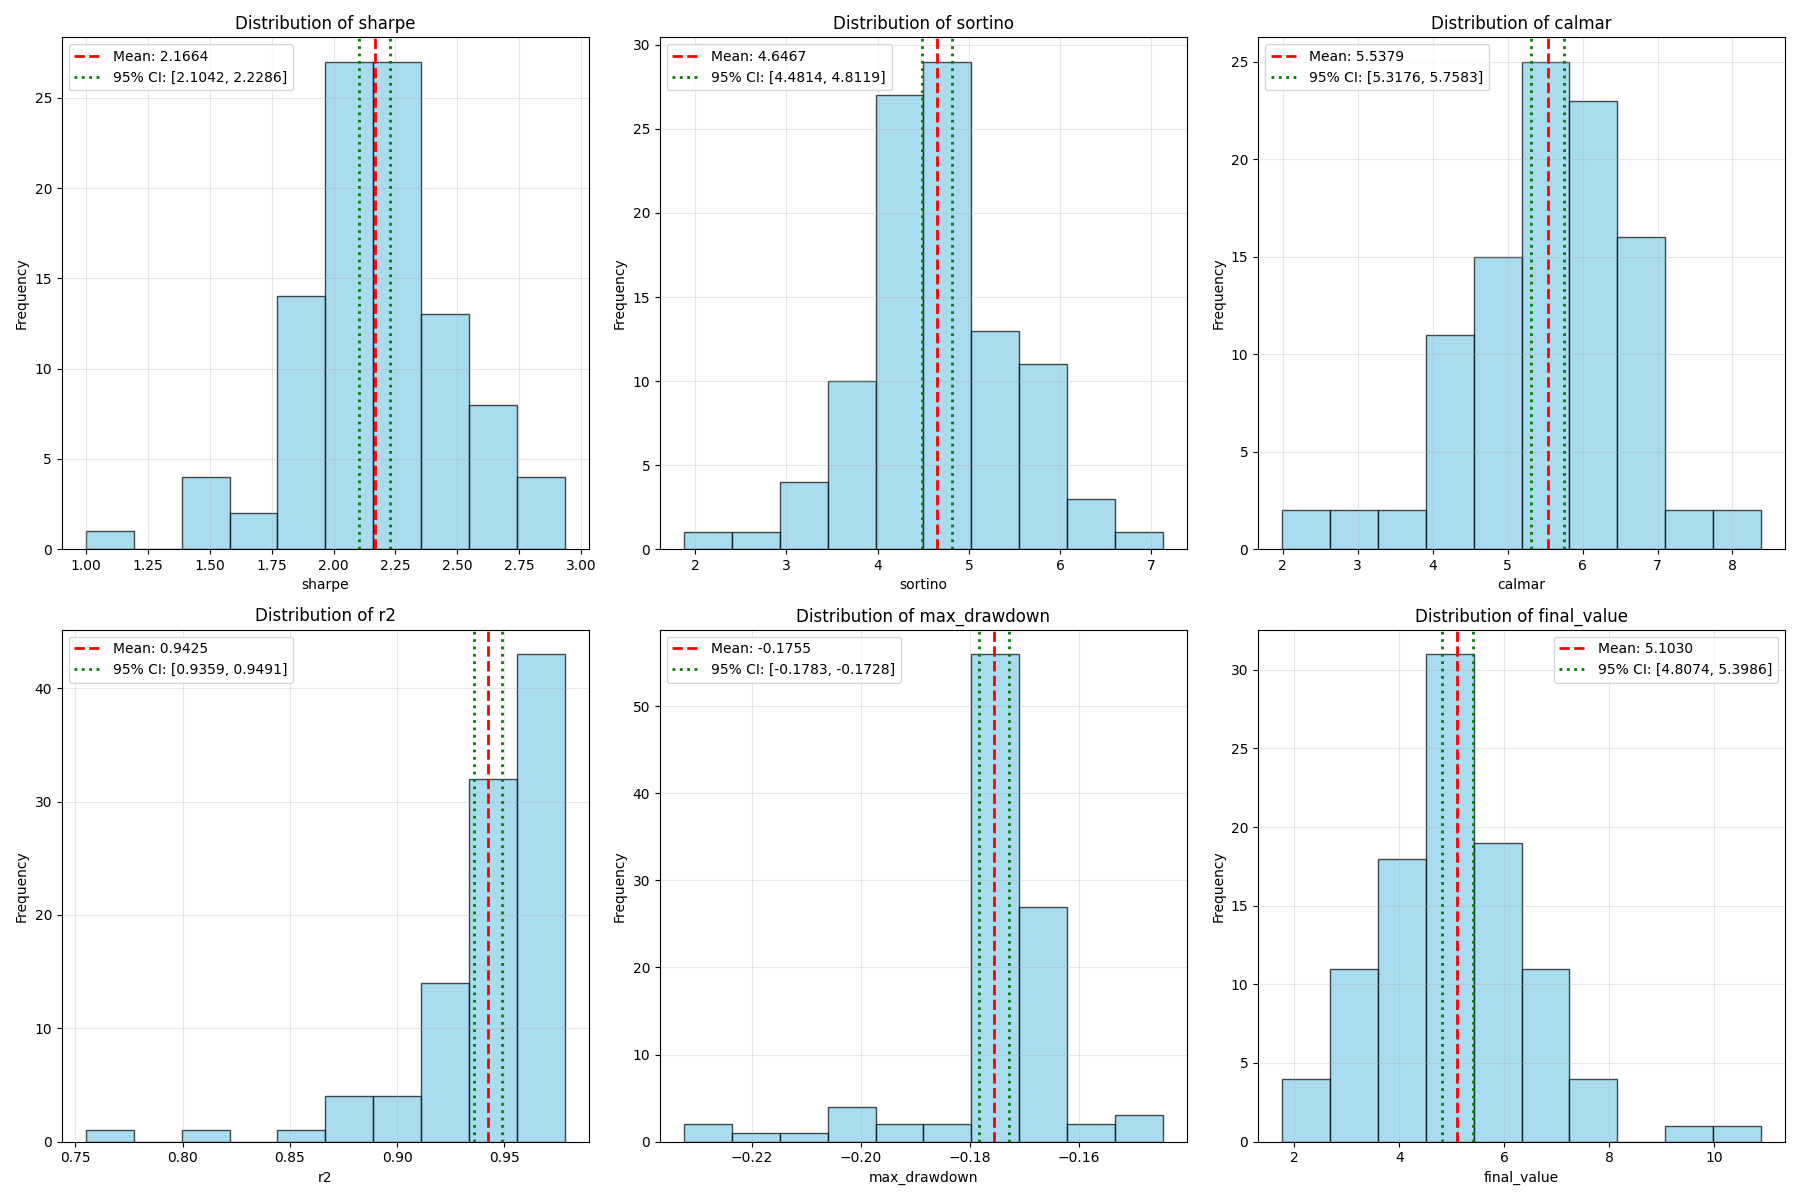 Distribution of sharpe
Mean: 2.1664
95% CI: [2.1042, 2.2286]
Frequency
0
5
10
15
20
25
1.00 1.25 1.50 1.75 2.00 2.25 2.50 2.75 3.00
sharpe
Distribution of sortino
Mean: 4.6467
95% CI: [4.4814, 4.8119]
Frequency
0
5
10
15
20
25
30
2 3 4 5 6 7
sortino
Distribution of calmar
Mean: 5.5379
95% CI: [5.3176, 5.7583]
Frequency
0
5
10
15
20
25
2 3 4 5 6 7 8
calmar
Distribution of r2
Mean: 0.9425
95% CI: [0.9359, 0.9491]
Frequency
0
10
20
30
40
0.75 0.80 0.85 0.90 0.95
r2
Distribution of max_drawdown
Mean: -0.1755
95% CI: [-0.1783, -0.1728]
Frequency
0
10
20
30
40
50
−0.22 −0.20 −0.18 −0.16
max_drawdown
Distribution of final_value
Mean: 5.1030
95% CI: [4.8074, 5.3986]
Frequency
0
5
10
15
20
25
30
2 4 6 8 10
final_value